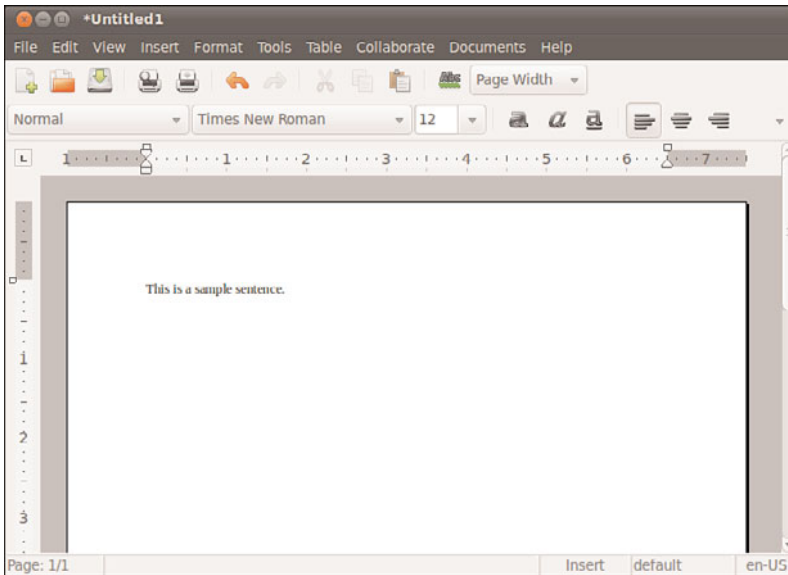 *Untitled1
File Edit View Insert Format Tools Table Collaborate Documents Help
Abc Page Width
Normal Times New Roman 12 a a a
L 1 1 2 3 4 5 6 7
This is a sample sentence.
1
2
3
Page: 1/1 Insert default en-US